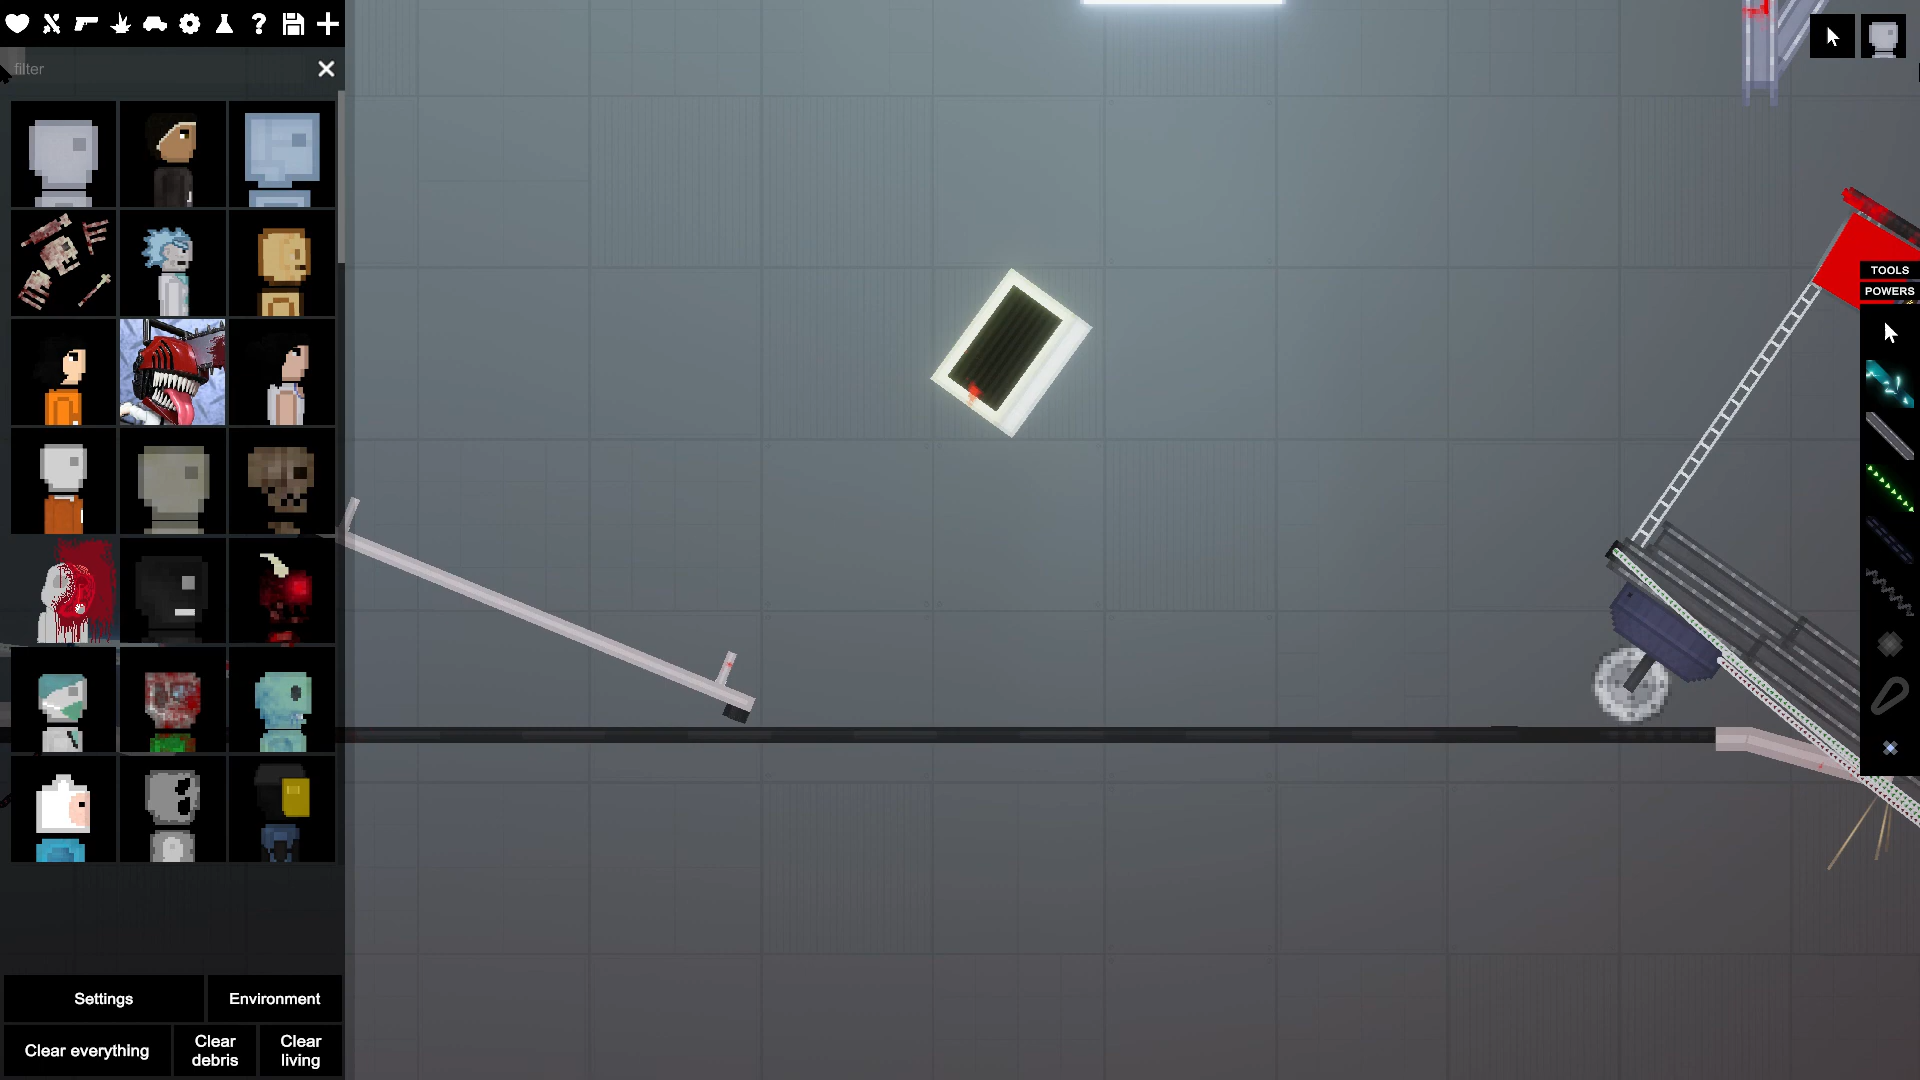 filter
TOOLS
POWERS
Settings
Environment
Clear everything
Clear
debris
Clear
living